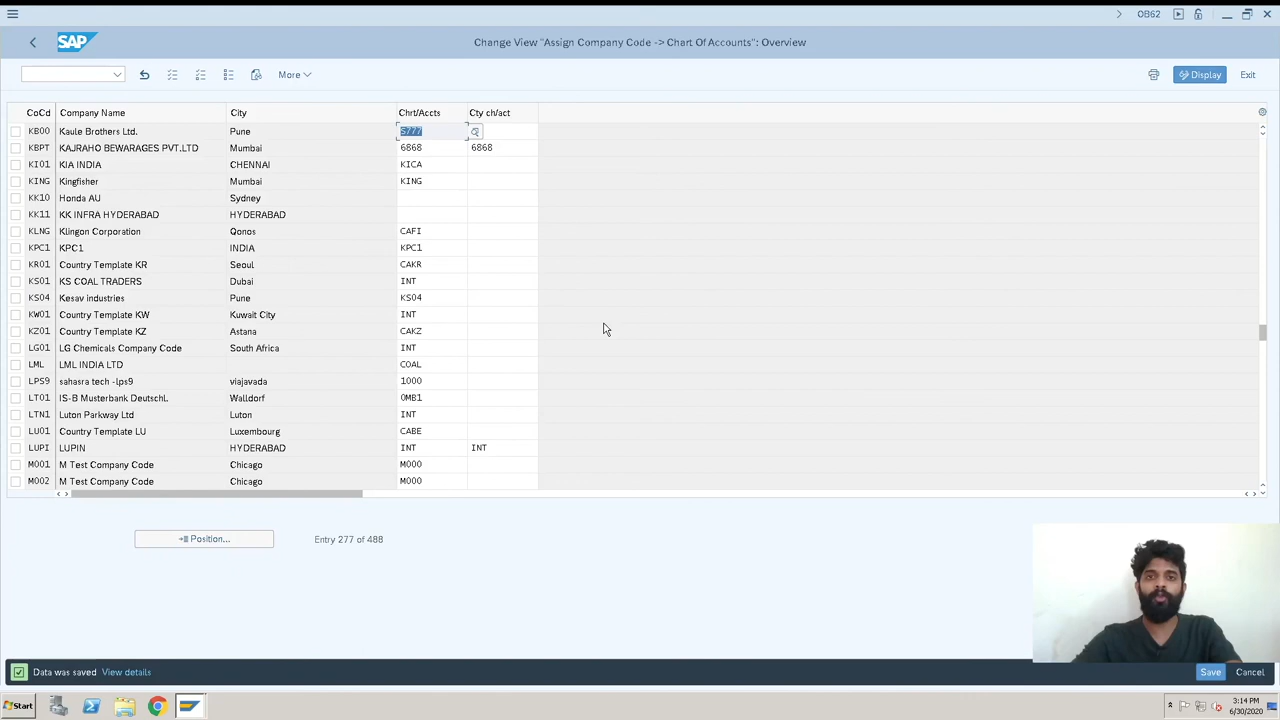 OB62
SAP
Change View "Assign Company Code -> Chart Of Accounts": Overview
More
Display
Exit
CoCd Company Name City Chrt/Accts Cty ch/act
KB00 Kaule Brothers Ltd. Pune S777
KBPT KAJRAHO BEWARAGES PVT.LTD Mumbai 6868 6868
KI01 KIA INDIA CHENNAI KICA
KING Kingfisher Mumbai KING
KK10 Honda AU Sydney
KK11 KK INFRA HYDERABAD HYDERABAD
KLNG Klingon Corporation Qonos CAFI
KPC1 KPC1 INDIA KPC1
KR01 Country Template KR Seoul CAKR
KS01 KS COAL TRADERS Dubai INT
KS04 Kesav industries Pune KS04
KW01 Country Template KW Kuwait City INT
KZ01 Country Template KZ Astana CAKZ
LG01 LG Chemicals Company Code South Africa INT
LML LML INDIA LTD COAL
LPS9 sahasra tech -lps9 viajavada 1000
LT01 IS-B Musterbank Deutschl. Walldorf 0MB1
LTN1 Luton Parkway Ltd Luton INT
LU01 Country Template LU Luxembourg CABE
LUPI LUPIN HYDERABAD INT INT
M001 M Test Company Code Chicago M000
M002 M Test Company Code Chicago M000
Position...
Entry 277 of 488
Data was saved View details
Save
Cancel
Start
3:14 PM
6/30/2020